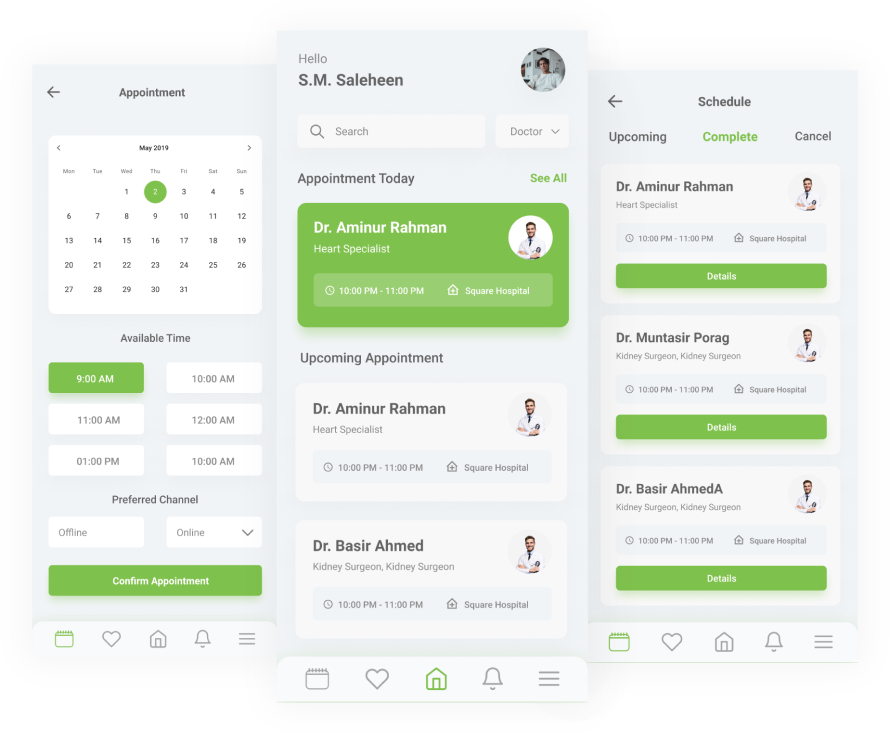 Appointment
May 2019
Mon Tue Wed Thu Fri Sat Sun
1 2 3 4 5
6 7 8 9 10 11 12
13 14 15 16 17 18 19
20 21 22 23 24 25 26
27 28 29 30 31
Available Time
9:00 AM 10:00 AM
11:00 AM 12:00 AM
01:00 PM 10:00 AM
Preferred Channel
Offline Online
Confirm Appointment
Hello
S.M. Saleheen
Search Doctor
Appointment Today See All
Dr. Aminur Rahman
Heart Specialist
10:00 PM - 11:00 PM Square Hospital
Upcoming Appointment
Dr. Aminur Rahman
Heart Specialist
10:00 PM - 11:00 PM Square Hospital
Dr. Basir Ahmed
Kidney Surgeon, Kidney Surgeon
10:00 PM - 11:00 PM Square Hospital
Schedule
Upcoming Complete Cancel
Dr. Aminur Rahman
Heart Specialist
10:00 PM - 11:00 PM Square Hospital
Details
Dr. Muntasir Porag
Kidney Surgeon, Kidney Surgeon
10:00 PM - 11:00 PM Square Hospital
Details
Dr. Basir AhmedA
Kidney Surgeon, Kidney Surgeon
10:00 PM - 11:00 PM Square Hospital
Details